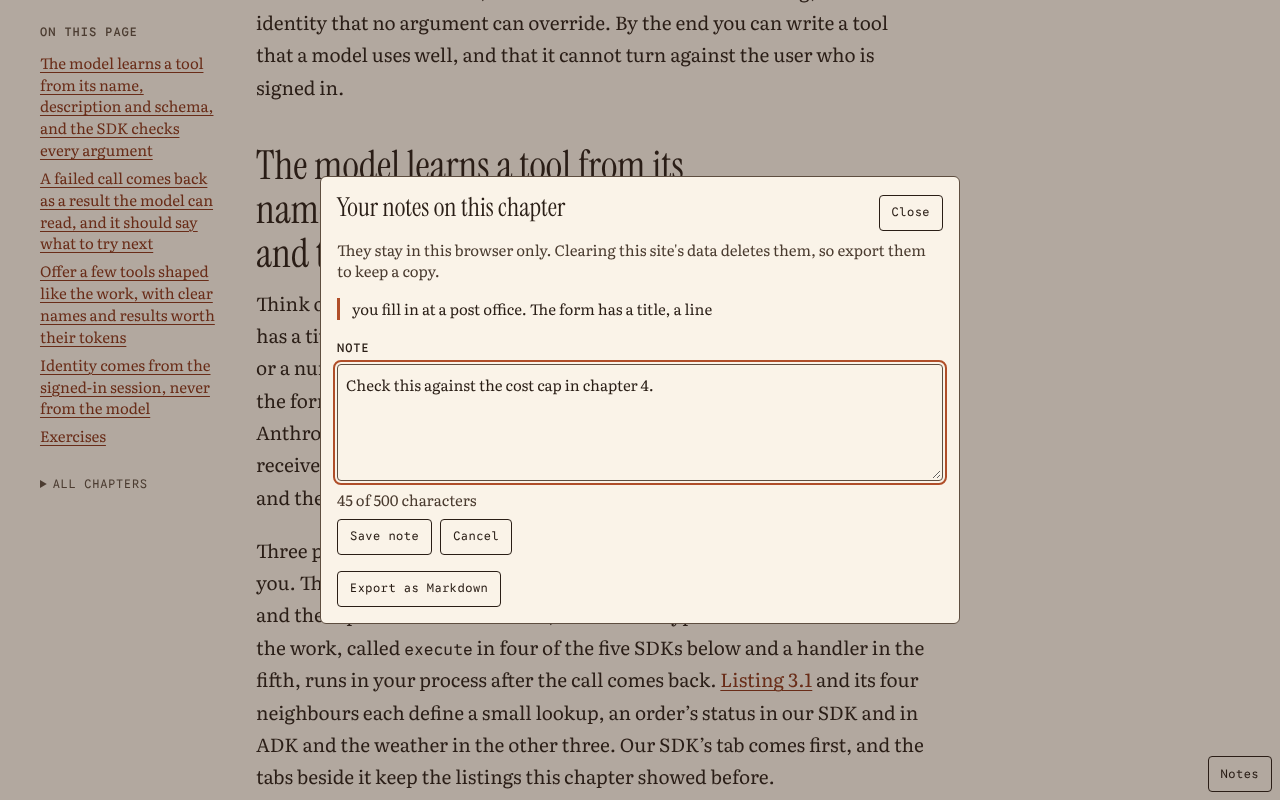 ON THIS PAGE
The model learns a tool
from its name,
description and schema,
and the SDK checks
every argument
A failed call comes back
as a result the model can
read, and it should say
what to try next
Offer a few tools shaped
like the work, with clear
names and results worth
their tokens
Identity comes from the
signed-in session, never
from the model
Exercises
▶ ALL CHAPTERS
identity that no argument can override. By the end you can write a tool
that a model uses well, and that it cannot turn against the user who is
signed in.
The model learns a tool from its
nam
and t
Think o
has a ti
or a nu
the for
Anthro
receive
and the
Three p
you. Th
and the
the work, called execute in four of the five SDKs below and a handler in the
fifth, runs in your process after the call comes back. Listing 3.1 and its four
neighbours each define a small lookup, an order’s status in our SDK and in
ADK and the weather in the other three. Our SDK’s tab comes first, and the
tabs beside it keep the listings this chapter showed before.
Your notes on this chapter
Close
They stay in this browser only. Clearing this site's data deletes them, so export them
to keep a copy.
you fill in at a post office. The form has a title, a line
NOTE
Check this against the cost cap in chapter 4.
45 of 500 characters
Save note
Cancel
Export as Markdown
Notes